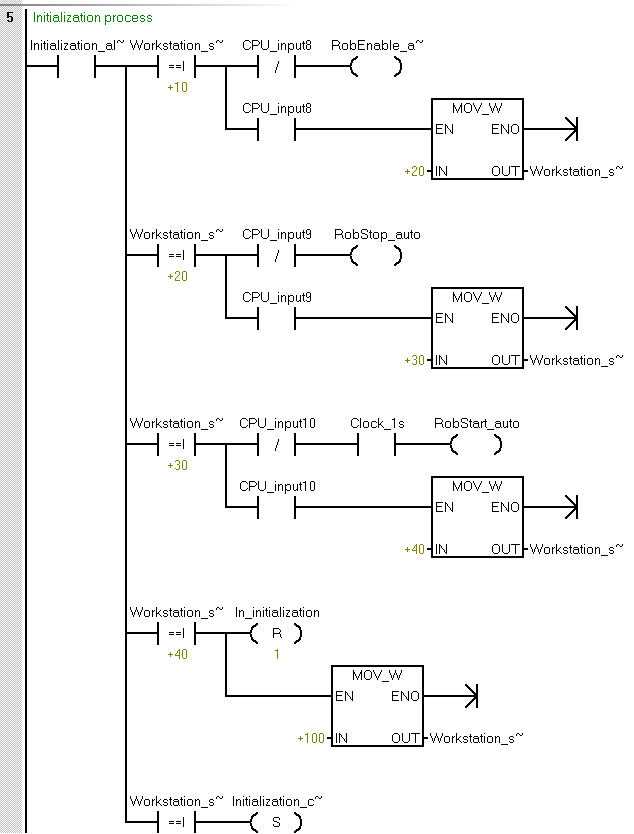 5 Initialization process
Initialization_al~ Workstation_s~ CPU_input8 RobEnable_a~
==I /
+10
CPU_input8 MOV_W
EN ENO
+20 IN OUT Workstation_s~
Workstation_s~ CPU_input9 RobStop_auto
==I /
+20
CPU_input9 MOV_W
EN ENO
+30 IN OUT Workstation_s~
Workstation_s~ CPU_input10 Clock_1s RobStart_auto
==I /
+30
CPU_input10 MOV_W
EN ENO
+40 IN OUT Workstation_s~
Workstation_s~ In_initialization
==I R
+40 1
MOV_W
EN ENO
+100 IN OUT Workstation_s~
Workstation_s~ Initialization_c~
==I S